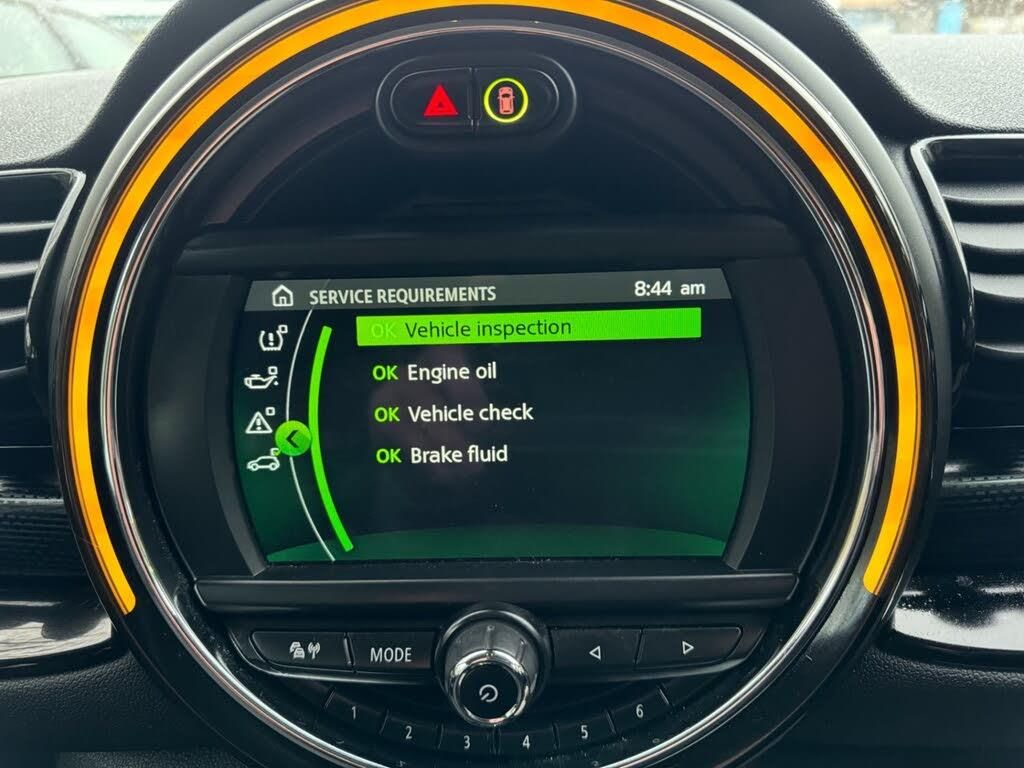 SERVICE REQUIREMENTS 8:44 am
OK Vehicle inspection
OK Engine oil
OK Vehicle check
OK Brake fluid
MODE
1 2 3 4 5 6